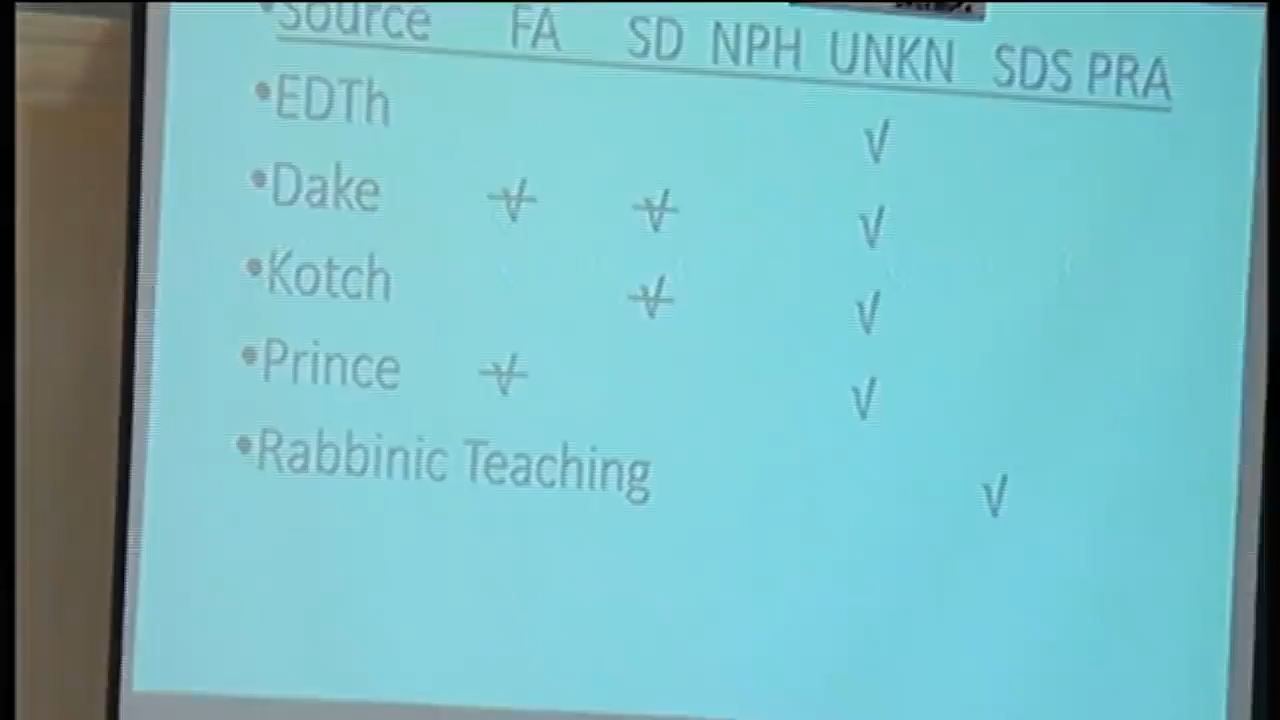 •Source FA SD NPH UNKN SDS PRA
•EDTh √
•Dake √ √ √
•Kotch √ √
•Prince √ √
•Rabbinic Teaching √